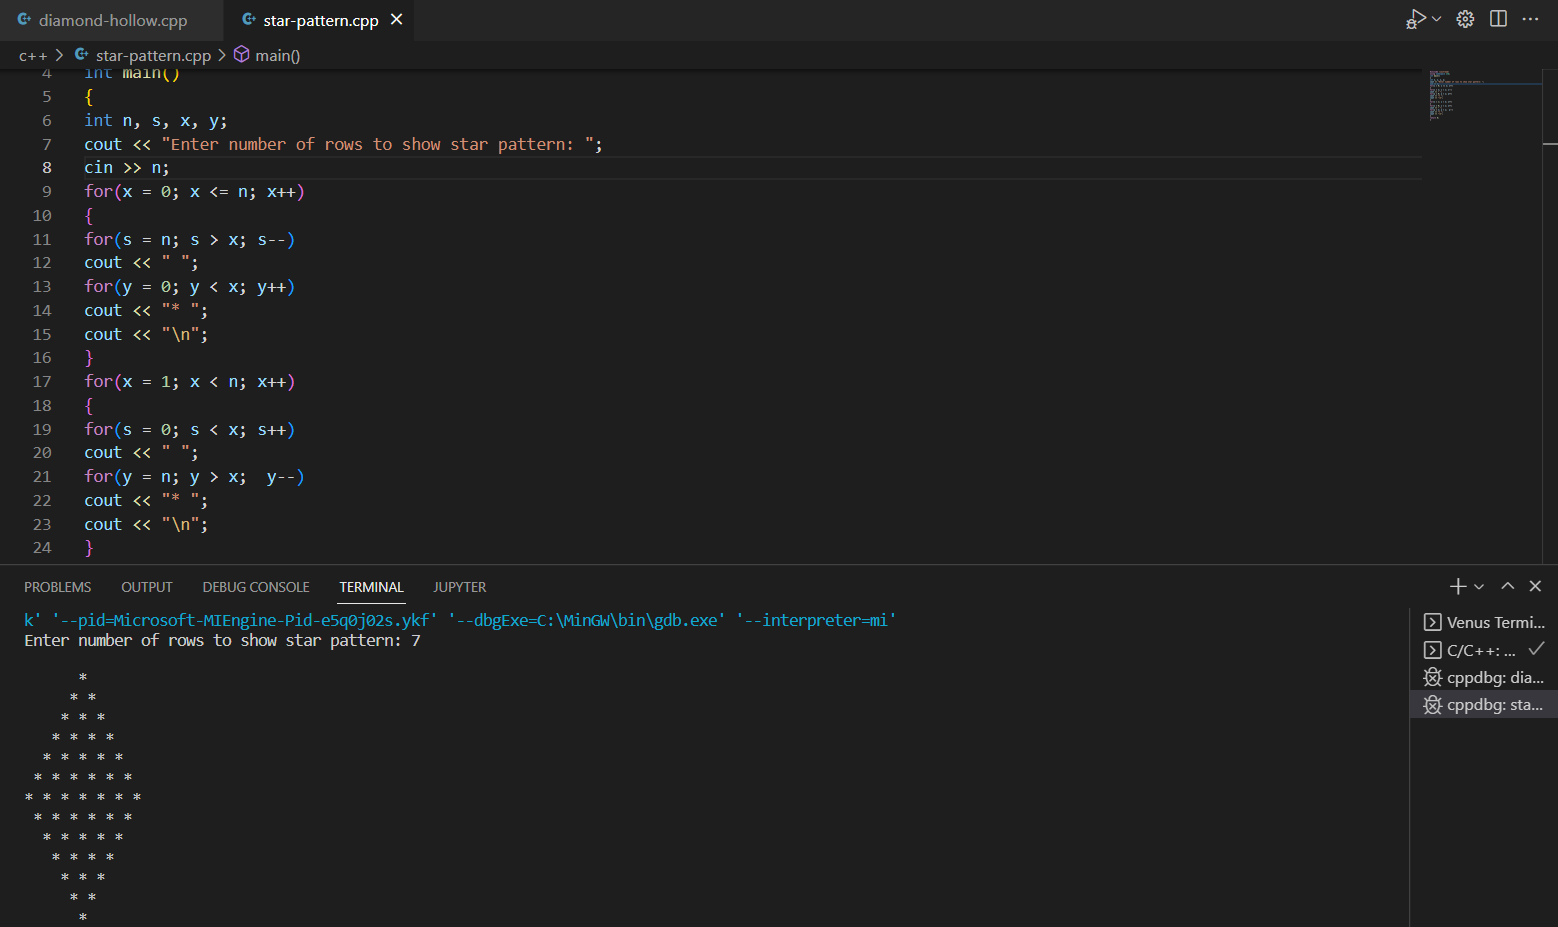 diamond-hollow.cpp star-pattern.cpp
c++ > star-pattern.cpp > main()
4 int main()
5 {
6 int n, s, x, y;
7 cout << "Enter number of rows to show star pattern: ";
8 cin >> n;
9 for(x = 0; x <= n; x++)
10 {
11 for(s = n; s > x; s--)
12 cout << " ";
13 for(y = 0; y < x; y++)
14 cout << "* ";
15 cout << "\n";
16 }
17 for(x = 1; x < n; x++)
18 {
19 for(s = 0; s < x; s++)
20 cout << " ";
21 for(y = n; y > x;  y--)
22 cout << "* ";
23 cout << "\n";
24 }
PROBLEMS OUTPUT DEBUG CONSOLE TERMINAL JUPYTER
k' '--pid=Microsoft-MIEngine-Pid-e5q0j02s.ykf' '--dbgExe=C:\MinGW\bin\gdb.exe' '--interpreter=mi'
Enter number of rows to show star pattern: 7
      *
     * *
    * * *
   * * * *
  * * * * *
 * * * * * *
* * * * * * *
 * * * * * *
  * * * * *
   * * * *
    * * *
     * *
      *
Venus Termi...
C/C++: ...
cppdbg: dia...
cppdbg: sta...